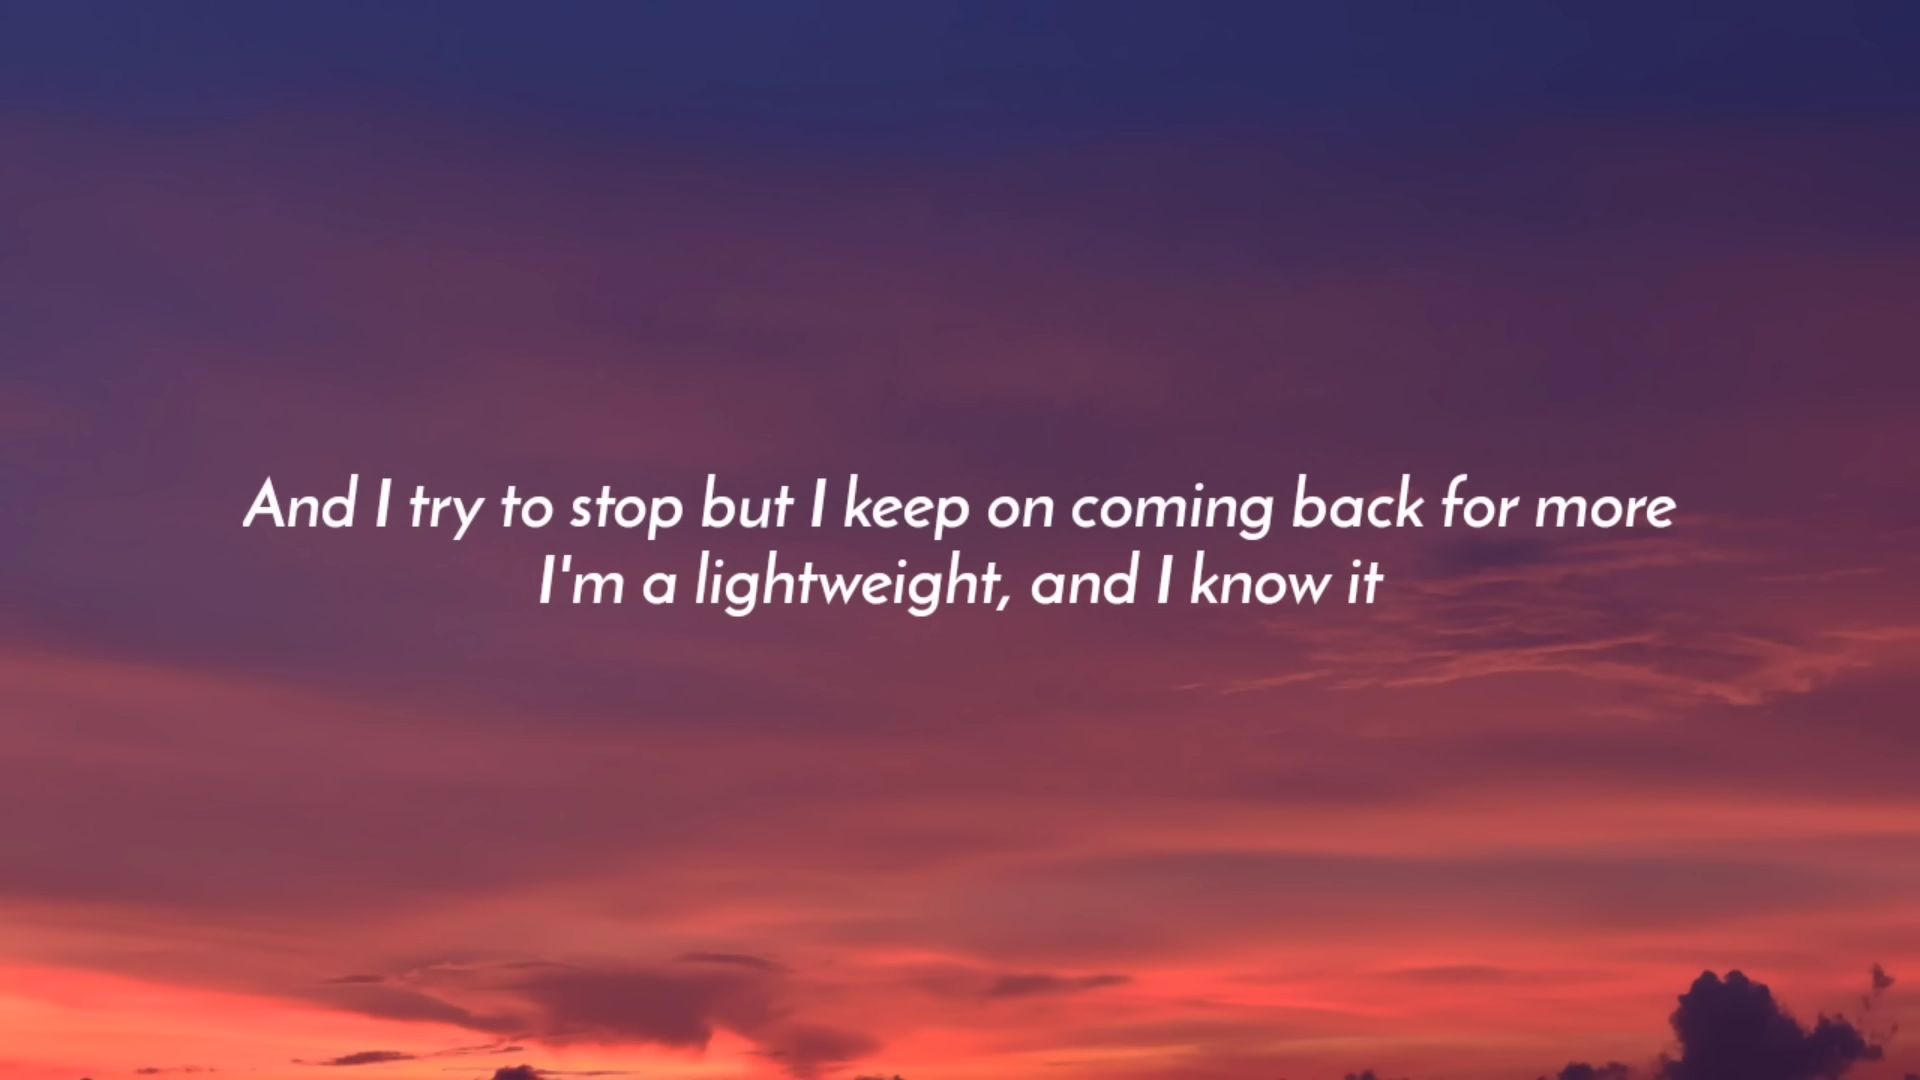 And I try to stop but I keep on coming back for more
I'm a lightweight, and I know it